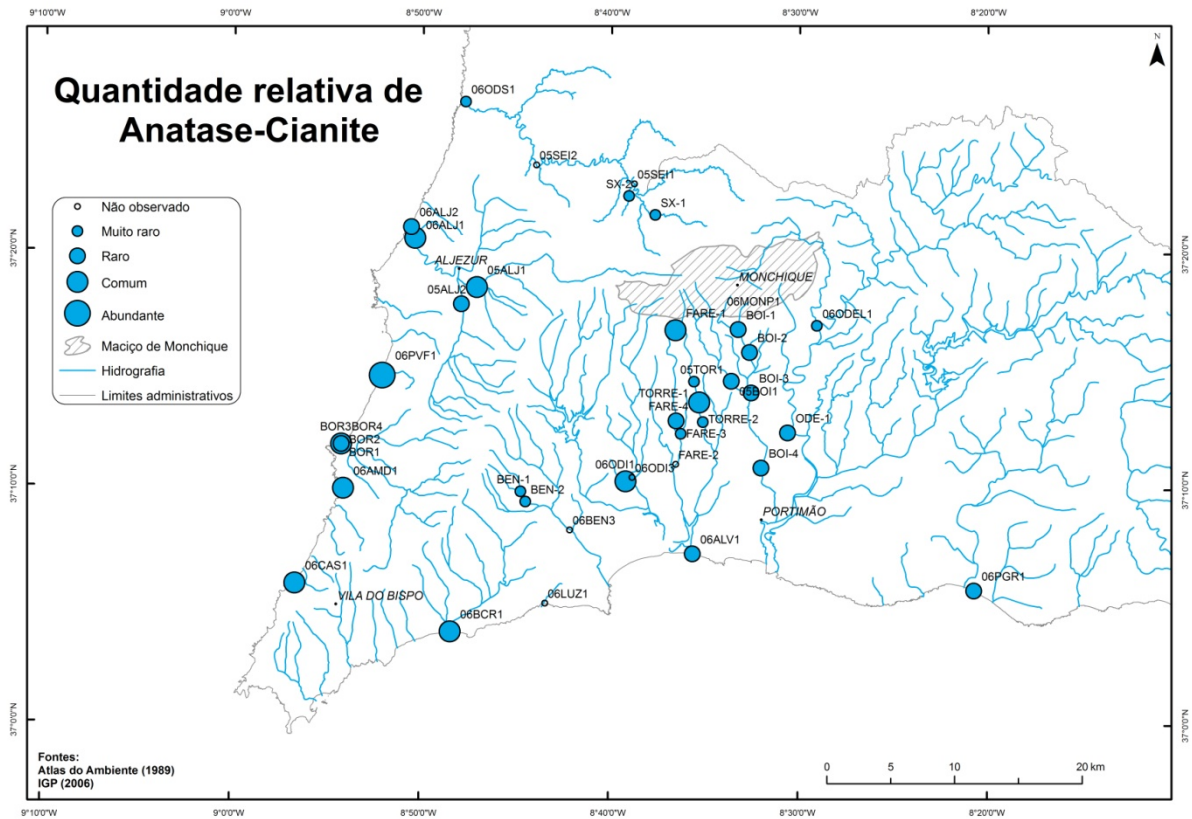 9°10'0"W
9°0'0"W
8°50'0"W
8°40'0"W
8°30'0"W
8°20'0"W
N
Quantidade relativa de
Anatase-Cianite
Não observado
Muito raro
Raro
Comum
Abundante
Maciço de Monchique
Hidrografia
Limites administrativos
06ODS1
05SEI2
05SEI1
SX-2
SX-1
06ALJ2
06ALJ1
37°20'0"N
37°20'0"N
ALJEZUR
05ALJ1
05ALJ2
MONCHIQUE
06MONP1
FARE-1
BOI-1
06ODEL1
BOI-2
06PVF1
05TOR1
BOI-3
TORRE-1
05BOI1
FARE-4
TORRE-2
ODE-1
BOR3BOR4
BOR2
BOR1
FARE-3
FARE-2
BOI-4
06AMD1
06ODI1
06ODI3
37°10'0"N
37°10'0"N
BEN-1
BEN-2
06BEN3
PORTIMÃO
06ALV1
06CAS1
VILA DO BISPO
06LUZ1
06PGR1
06BCR1
37°0'0"N
37°0'0"N
Fontes:
Atlas do Ambiente (1989)
IGP (2006)
0 5 10 20 km
9°10'0"W
9°0'0"W
8°50'0"W
8°40'0"W
8°30'0"W
8°20'0"W